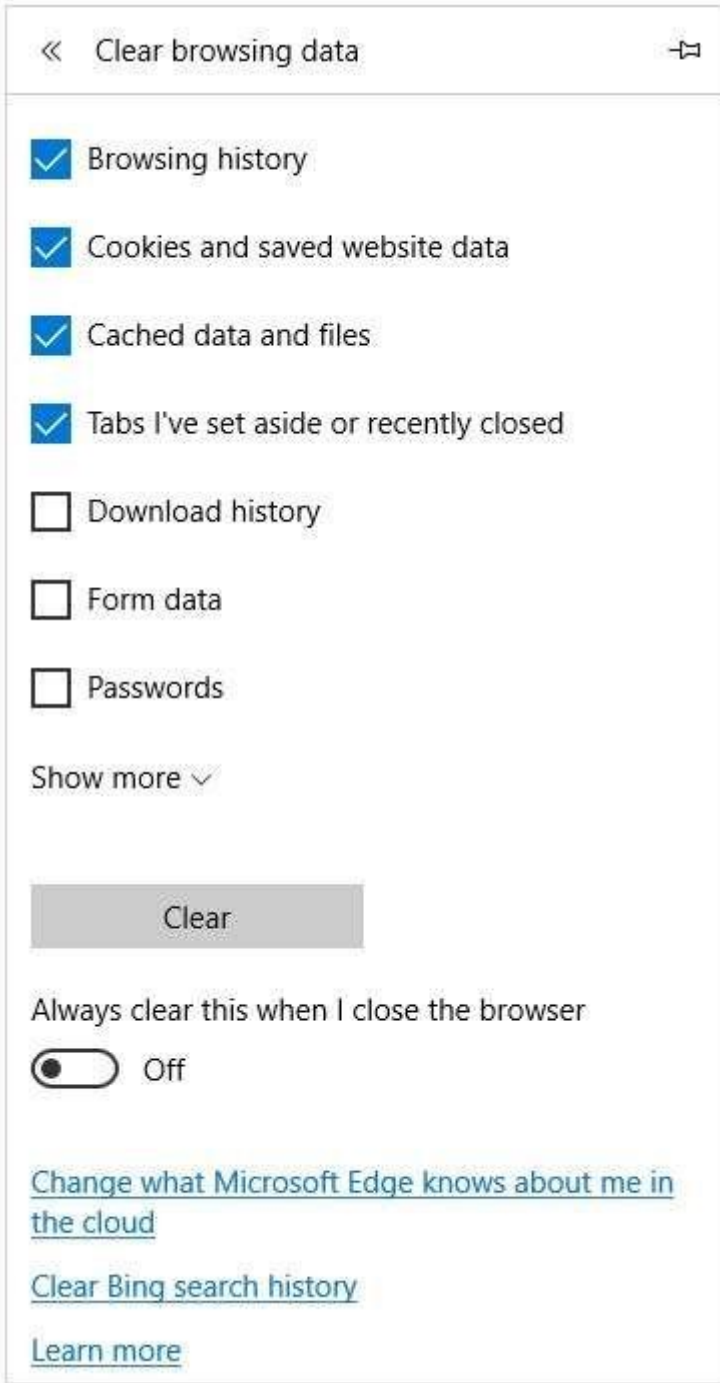 Clear browsing data
Browsing history
Cookies and saved website data
Cached data and files
Tabs I've set aside or recently closed
Download history
Form data
Passwords
Show more
Clear
Always clear this when I close the browser
Off
Change what Microsoft Edge knows about me in
the cloud
Clear Bing search history
Learn more